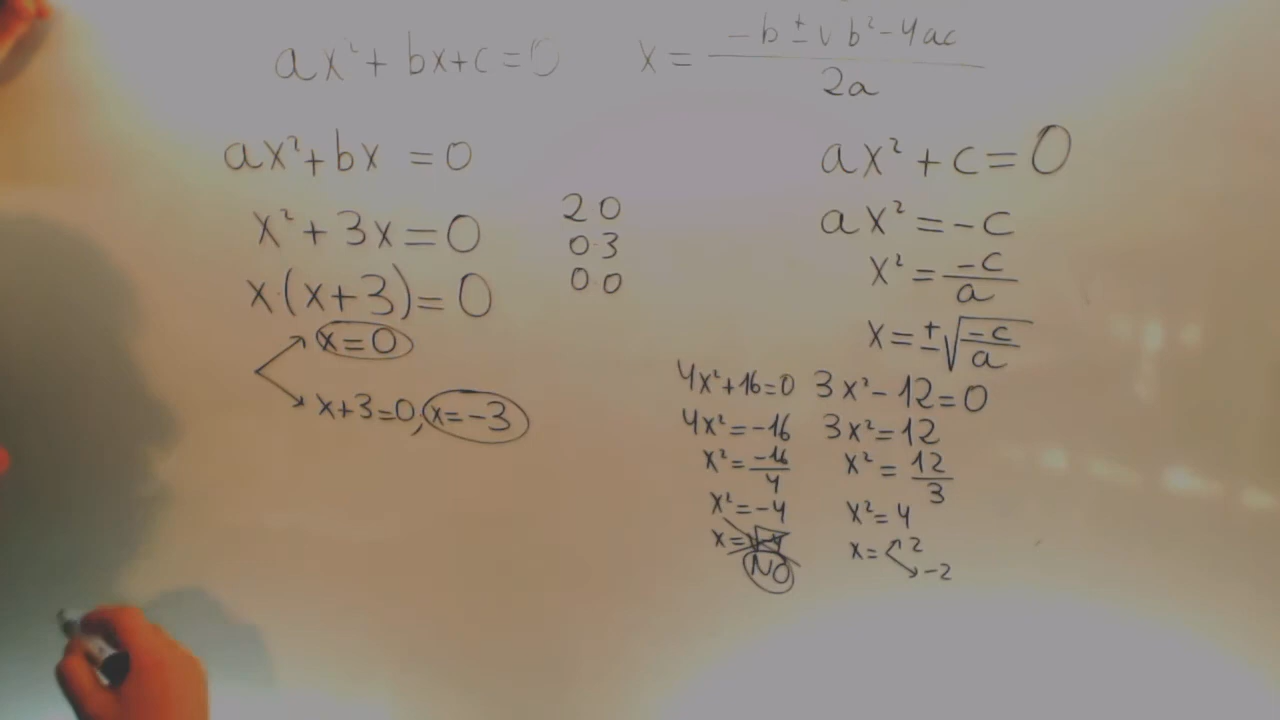 ax²+bx+c=0
x = -b±√b²-4ac / 2a
ax²+bx =0
x²+3x=0
x·(x+3)=0
x=0
x+3=0, x=-3
2 0
0·3
0·0
ax²+c=0
ax²=-c
x²=-c/a
x=±√-c/a
4x²+16=0
4x²=-16
x²=-16/4
x²=-4
x=√-4
NO
3x²-12=0
3x²=12
x²=12/3
x²=4
x= 2
-2